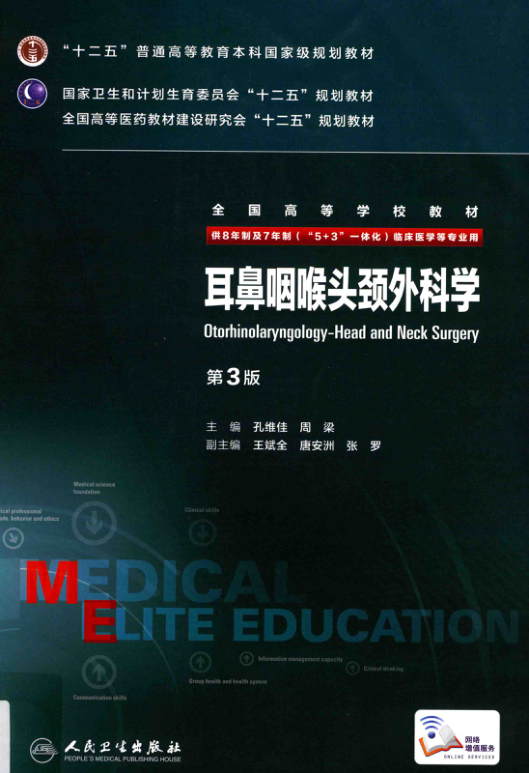 “十二五”普通高等教育本科国家级规划教材
国家卫生和计划生育委员会“十二五”规划教材
全国高等医药教材建设研究会“十二五”规划教材
全国高等学校教材
供8年制及7年制(“5+3”一体化)临床医学等专业用
耳鼻咽喉头颈外科学
Otorhinolaryngology-Head and Neck Surgery
第3版
主 编 孔维佳 周 梁
副主编 王斌全 唐安洲 张 罗
Medical science
foundation
Clinical skills
ical professional
behavior and ethics
MEDICAL
ELITE EDUCATION
Information management capacity
Critical thinking
Group health and health system
Communication skills
人民卫生出版社
PEOPLE'S MEDICAL PUBLISHING HOUSE
网络
增值服务
ONLINE SERVICES